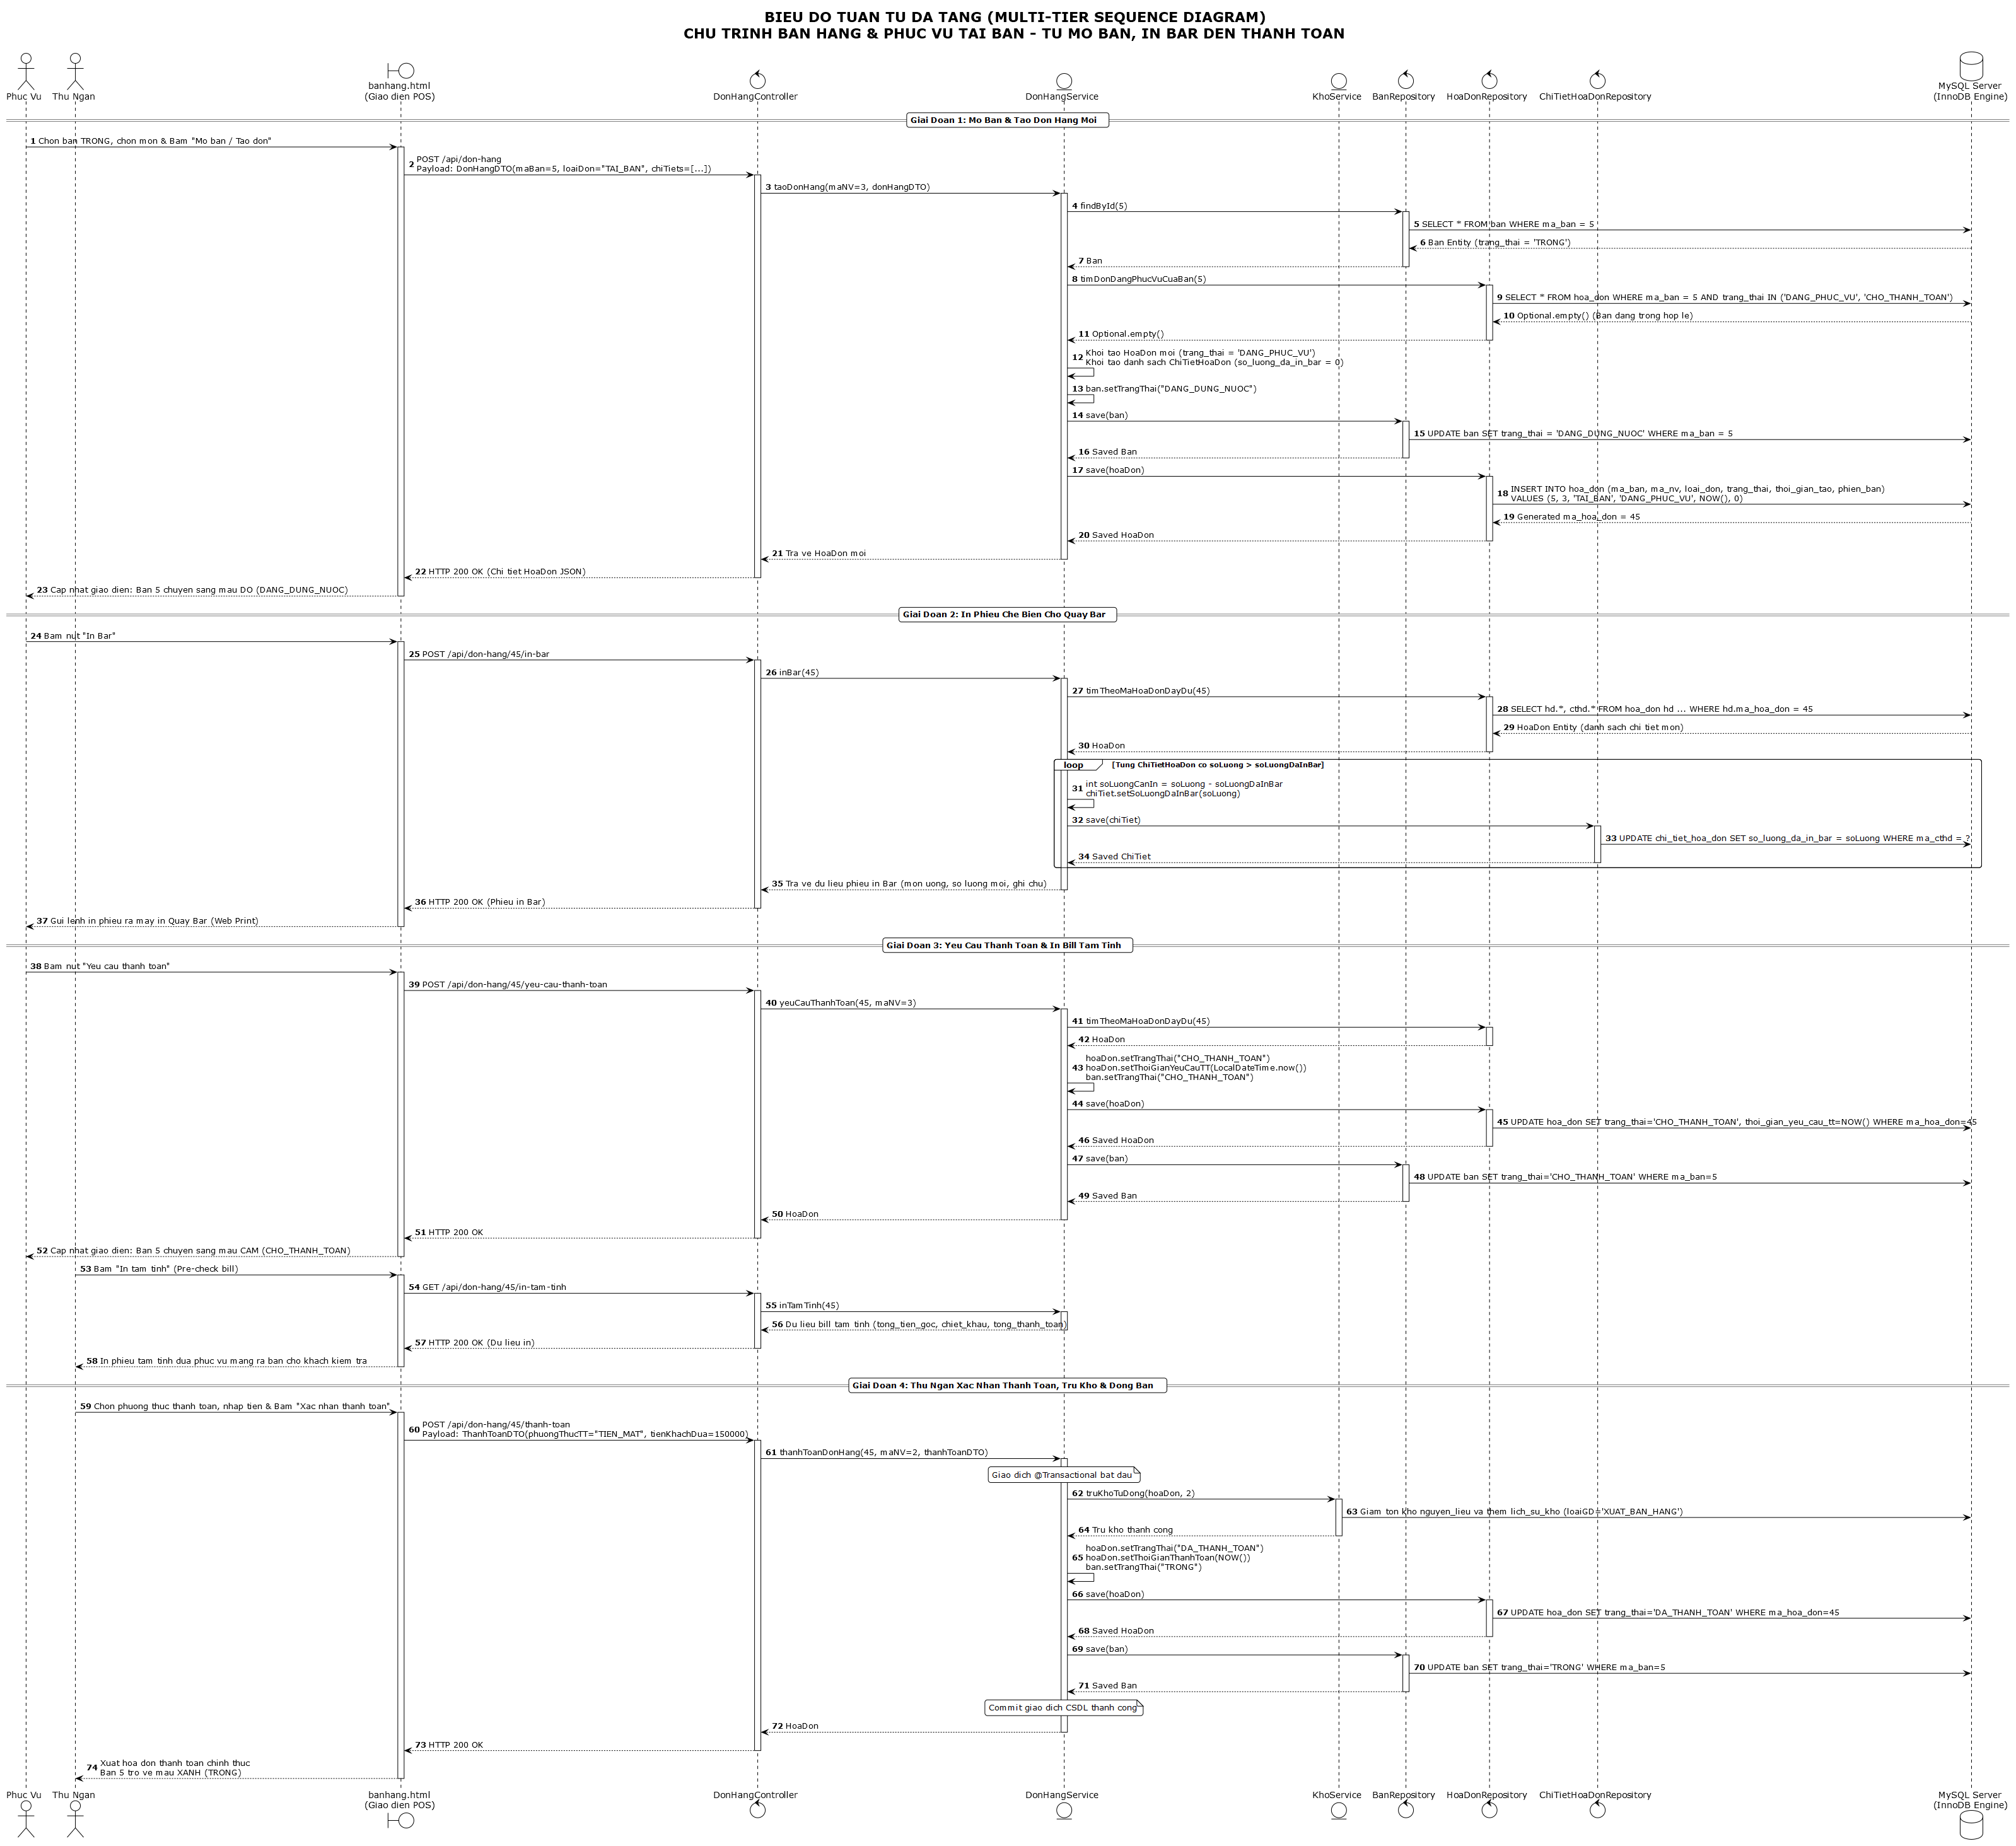 BIEU DO TUAN TU DA TANG (MULTI-TIER SEQUENCE DIAGRAM)
CHU TRINH BAN HANG & PHUC VU TAI BAN - TU MO BAN, IN BAR DEN THANH TOAN
Phuc Vu
Thu Ngan
banhang.html
(Giao dien POS)
DonHangController
DonHangService
KhoService
BanRepository
HoaDonRepository
ChiTietHoaDonRepository
MySQL Server
(InnoDB Engine)
Giai Doan 1: Mo Ban & Tao Don Hang Moi
1 Chon ban TRONG, chon mon & Bam "Mo ban / Tao don"
2 POST /api/don-hang
Payload: DonHangDTO(maBan=5, loaiDon="TAI_BAN", chiTiets=[...])
3 taoDonHang(maNV=3, donHangDTO)
4 findById(5)
5 SELECT * FROM ban WHERE ma_ban = 5
6 Ban Entity (trang_thai = 'TRONG')
7 Ban
8 timDonDangPhucVuCuaBan(5)
9 SELECT * FROM hoa_don WHERE ma_ban = 5 AND trang_thai IN ('DANG_PHUC_VU', 'CHO_THANH_TOAN')
10 Optional.empty() (Ban dang trong hop le)
11 Optional.empty()
12 Khoi tao HoaDon moi (trang_thai = 'DANG_PHUC_VU')
Khoi tao danh sach ChiTietHoaDon (so_luong_da_in_bar = 0)
13 ban.setTrangThai("DANG_DUNG_NUOC")
14 save(ban)
15 UPDATE ban SET trang_thai = 'DANG_DUNG_NUOC' WHERE ma_ban = 5
16 Saved Ban
17 save(hoaDon)
18 INSERT INTO hoa_don (ma_ban, ma_nv, loai_don, trang_thai, thoi_gian_tao, phien_ban)
VALUES (5, 3, 'TAI_BAN', 'DANG_PHUC_VU', NOW(), 0)
19 Generated ma_hoa_don = 45
20 Saved HoaDon
21 Tra ve HoaDon moi
22 HTTP 200 OK (Chi tiet HoaDon JSON)
23 Cap nhat giao dien: Ban 5 chuyen sang mau DO (DANG_DUNG_NUOC)
Giai Doan 2: In Phieu Che Bien Cho Quay Bar
24 Bam nut "In Bar"
25 POST /api/don-hang/45/in-bar
26 inBar(45)
27 timTheoMaHoaDonDayDu(45)
28 SELECT hd.*, cthd.* FROM hoa_don hd ... WHERE hd.ma_hoa_don = 45
29 HoaDon Entity (danh sach chi tiet mon)
30 HoaDon
loop [Tung ChiTietHoaDon co soLuong > soLuongDaInBar]
31 int soLuongCanIn = soLuong - soLuongDaInBar
chiTiet.setSoLuongDaInBar(soLuong)
32 save(chiTiet)
33 UPDATE chi_tiet_hoa_don SET so_luong_da_in_bar = soLuong WHERE ma_cthd = ?
34 Saved ChiTiet
35 Tra ve du lieu phieu in Bar (mon uong, so luong moi, ghi chu)
36 HTTP 200 OK (Phieu in Bar)
37 Gui lenh in phieu ra may in Quay Bar (Web Print)
Giai Doan 3: Yeu Cau Thanh Toan & In Bill Tam Tinh
38 Bam nut "Yeu cau thanh toan"
39 POST /api/don-hang/45/yeu-cau-thanh-toan
40 yeuCauThanhToan(45, maNV=3)
41 timTheoMaHoaDonDayDu(45)
42 HoaDon
43 hoaDon.setTrangThai("CHO_THANH_TOAN")
hoaDon.setThoiGianYeuCauTT(LocalDateTime.now())
ban.setTrangThai("CHO_THANH_TOAN")
44 save(hoaDon)
45 UPDATE hoa_don SET trang_thai='CHO_THANH_TOAN', thoi_gian_yeu_cau_tt=NOW() WHERE ma_hoa_don=45
46 Saved HoaDon
47 save(ban)
48 UPDATE ban SET trang_thai='CHO_THANH_TOAN' WHERE ma_ban=5
49 Saved Ban
50 HoaDon
51 HTTP 200 OK
52 Cap nhat giao dien: Ban 5 chuyen sang mau CAM (CHO_THANH_TOAN)
53 Bam "In tam tinh" (Pre-check bill)
54 GET /api/don-hang/45/in-tam-tinh
55 inTamTinh(45)
56 Du lieu bill tam tinh (tong_tien_goc, chiet_khau, tong_thanh_toan)
57 HTTP 200 OK (Du lieu in)
58 In phieu tam tinh dua phuc vu mang ra ban cho khach kiem tra
Giai Doan 4: Thu Ngan Xac Nhan Thanh Toan, Tru Kho & Dong Ban
59 Chon phuong thuc thanh toan, nhap tien & Bam "Xac nhan thanh toan"
60 POST /api/don-hang/45/thanh-toan
Payload: ThanhToanDTO(phuongThucTT="TIEN_MAT", tienKhachDua=150000)
61 thanhToanDonHang(45, maNV=2, thanhToanDTO)
Giao dich @Transactional bat dau
62 truKhoTuDong(hoaDon, 2)
63 Giam ton kho nguyen_lieu va them lich_su_kho (loaiGD='XUAT_BAN_HANG')
64 Tru kho thanh cong
65 hoaDon.setTrangThai("DA_THANH_TOAN")
hoaDon.setThoiGianThanhToan(NOW())
ban.setTrangThai("TRONG")
66 save(hoaDon)
67 UPDATE hoa_don SET trang_thai='DA_THANH_TOAN' WHERE ma_hoa_don=45
68 Saved HoaDon
69 save(ban)
70 UPDATE ban SET trang_thai='TRONG' WHERE ma_ban=5
71 Saved Ban
Commit giao dich CSDL thanh cong
72 HoaDon
73 HTTP 200 OK
74 Xuat hoa don thanh toan chinh thuc
Ban 5 tro ve mau XANH (TRONG)
Phuc Vu
Thu Ngan
banhang.html
(Giao dien POS)
DonHangController
DonHangService
KhoService
BanRepository
HoaDonRepository
ChiTietHoaDonRepository
MySQL Server
(InnoDB Engine)